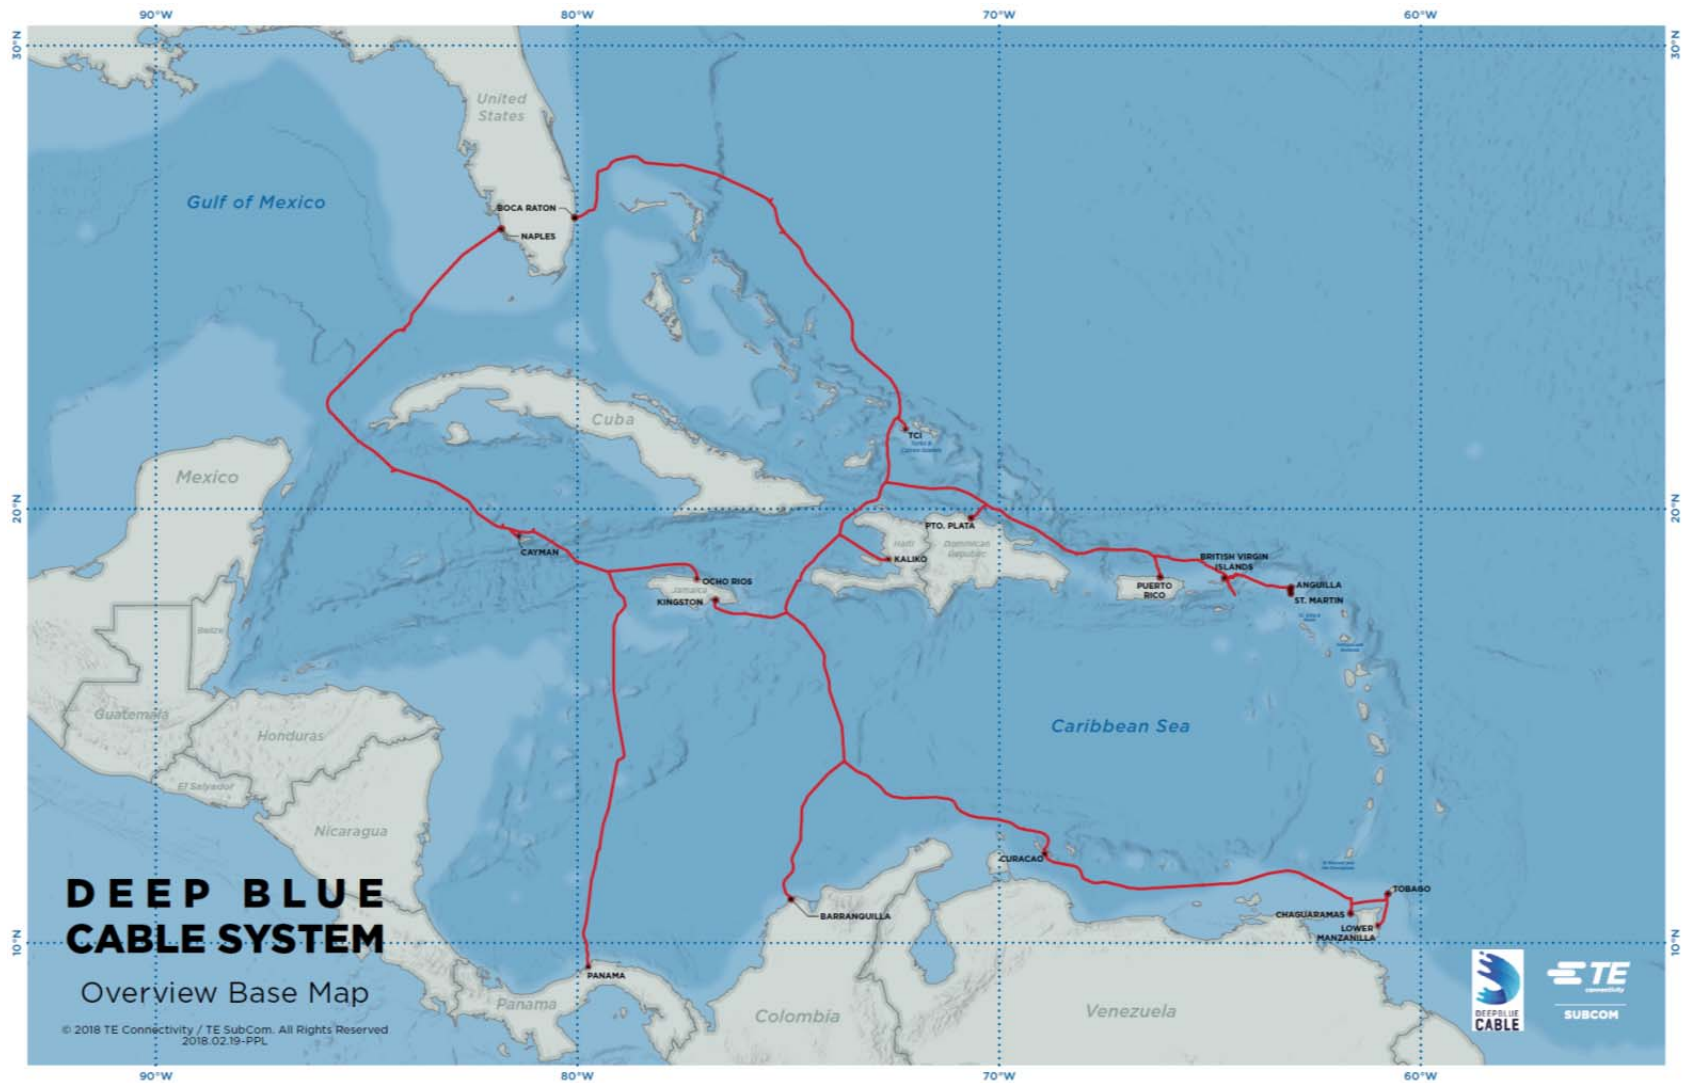 90°W
80°W
70°W
60°W
30°N
30°N
United
States
Gulf of Mexico
BOCA RATON
NAPLES
Cuba
TCI
Mexico
20°N
20°N
PTO. PLATA
CAYMAN
Haiti
Dominican
Republic
KALIKO
BRITISH VIRGIN
ISLANDS
OCHO RIOS
Jamaica
KINGSTON
PUERTO
RICO
ANGUILLA
ST. MARTIN
Belize
Guatemala
Honduras
Caribbean Sea
El Salvador
Nicaragua
CURACAO
TOBAGO
BARRANQUILLA
CHAGUARAMAS
LOWER
MANZANILLA
DEEP BLUE
CABLE SYSTEM
10°N
10°N
PANAMA
Overview Base Map
Panama
Colombia
Venezuela
© 2018 TE Connectivity / TE SubCom. All Rights Reserved
2018.02.19-PPL
DEEPBLUE
CABLE
TE
connectivity
SUBCOM
90°W
80°W
70°W
60°W